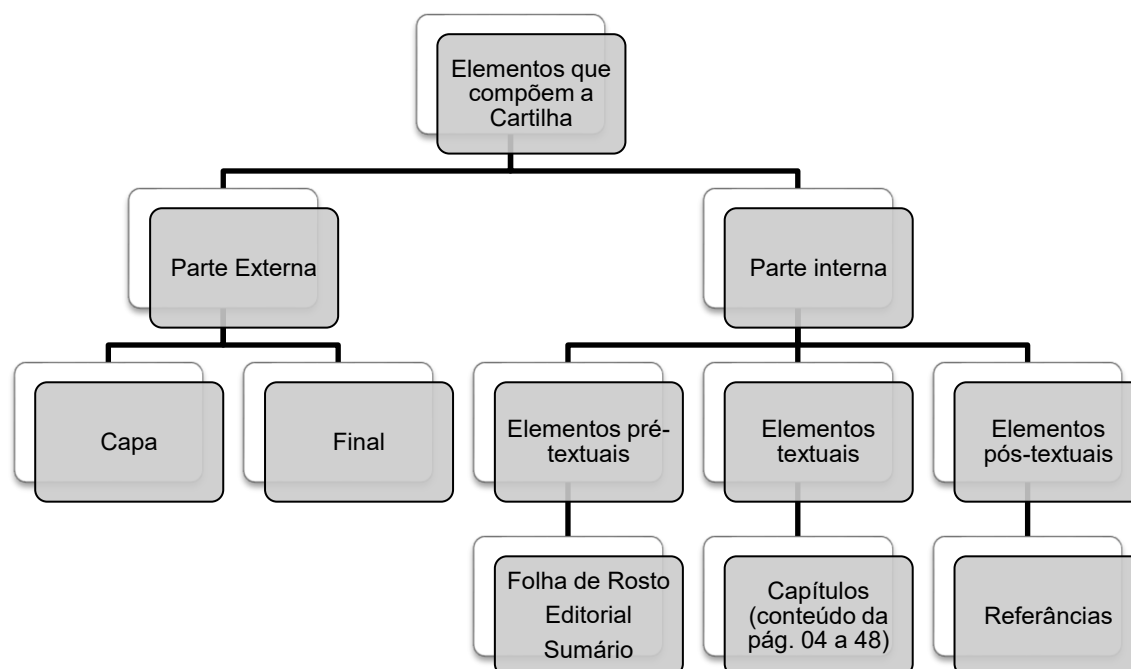 Elementos que
compõem a
Cartilha
Parte Externa
Parte interna
Capa
Final
Elementos pré-
textuais
Elementos
textuais
Elementos
pós-textuais
Folha de Rosto
Editorial
Sumário
Capítulos
(conteúdo da
pág. 04 a 48)
Referâncias